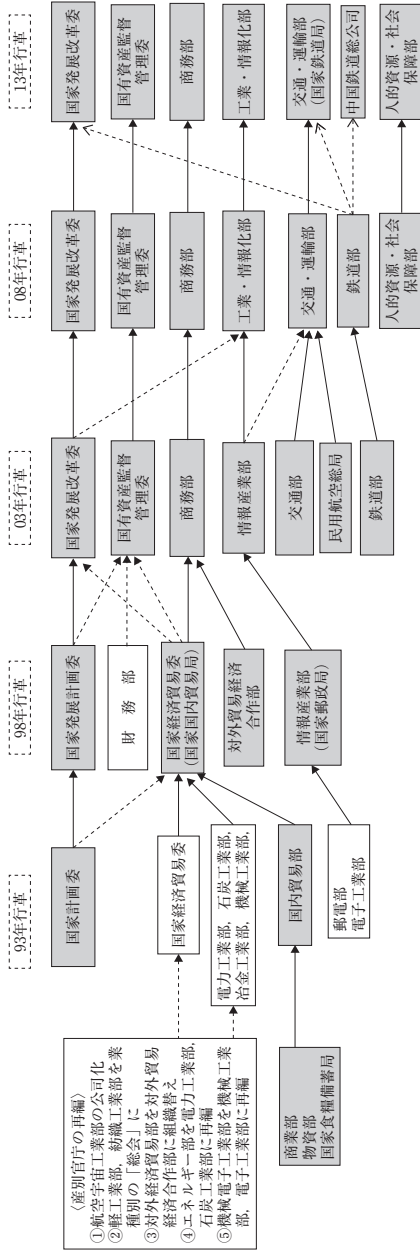 93年行革
98年行革
03年行革
08年行革
13年行革
〈産別官庁の再編〉
①航空宇宙工業部の公司化
②軽工業部，紡織工業部を業
種別の「総会」に
③対外経済貿易部を対外貿易
経済合作部に組織替え
④エネルギー部を電力工業部，
石炭工業部に再編
⑤機械電子工業部を機械工業
部，電子工業部に再編
商業部
物資部
国家食糧備蓄局
国家計画委
国家経済貿易委
電力工業部，石炭工業部，
冶金工業部，機械工業部，
国内貿易部
郵電部
電子工業部
国家発展計画委
財務部
国家経済貿易委
(国家国内貿易局)
対外貿易経済
合作部
情報産業部
(国家郵政局)
国家発展改革委
国有資産監督
管理委
商務部
情報産業部
交通部
民用航空総局
鉄道部
国家発展改革委
国有資産監督
管理委
商務部
工業・情報化部
交通・運輸部
鉄道部
人的資源・社会
保障部
国家発展改革委
国有資産監督
管理委
商務部
工業・情報化部
交通・運輸部
(国家鉄道局)
中国鉄道総公司
人的資源・社会
保障部